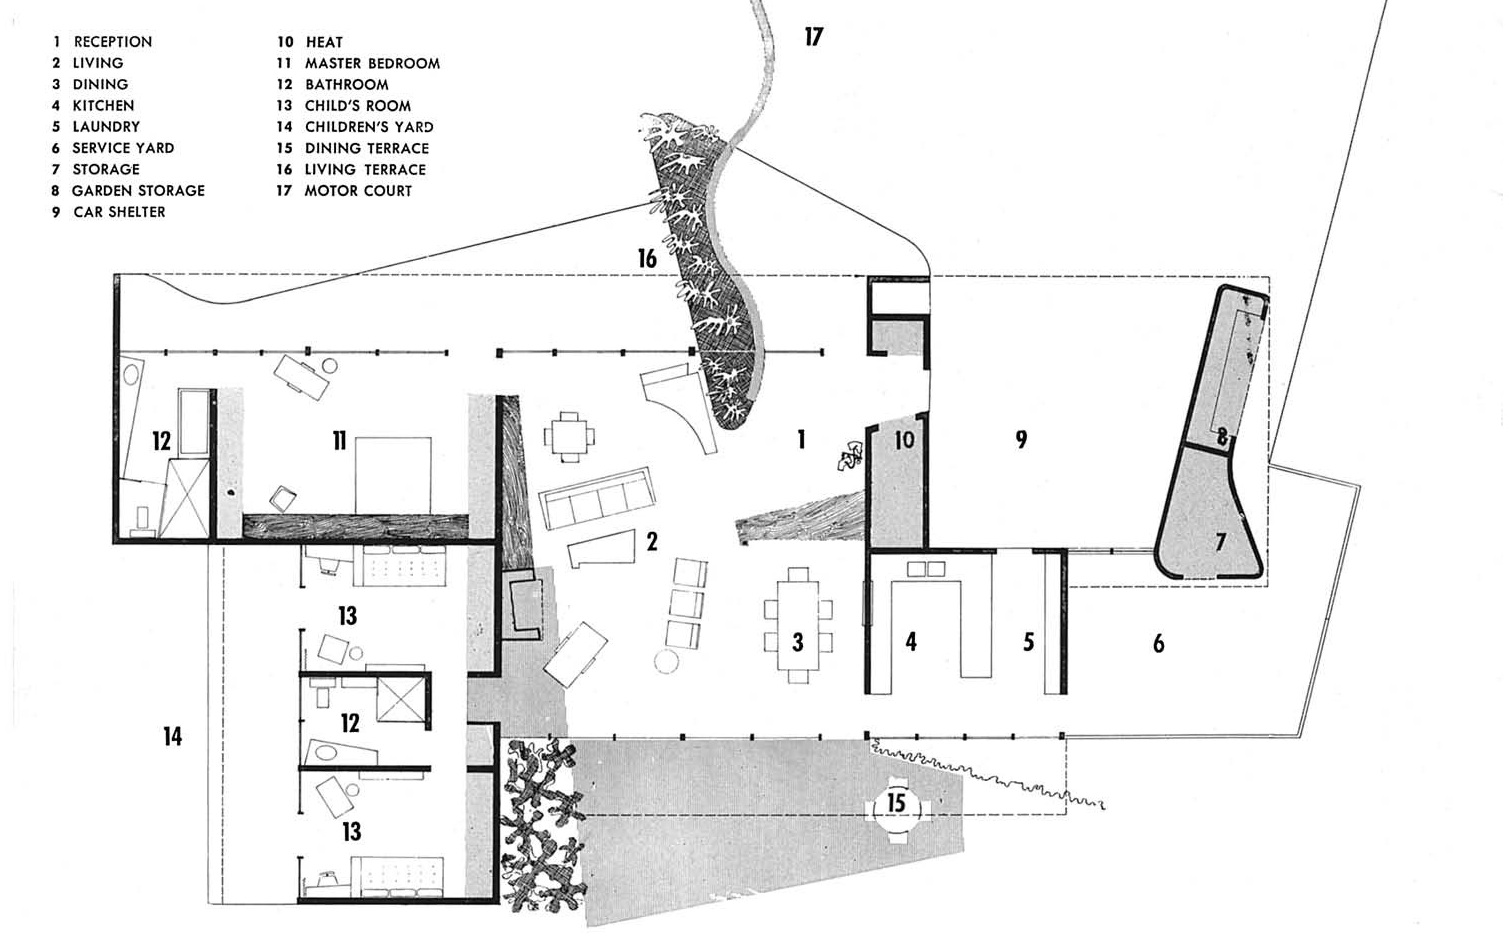 1 RECEPTION
2 LIVING
3 DINING
4 KITCHEN
5 LAUNDRY
6 SERVICE YARD
7 STORAGE
8 GARDEN STORAGE
9 CAR SHELTER
10 HEAT
11 MASTER BEDROOM
12 BATHROOM
13 CHILD'S ROOM
14 CHILDREN'S YARD
15 DINING TERRACE
16 LIVING TERRACE
17 MOTOR COURT
17
16
12
11
1
10
9
8
2
7
13
3
4
5
6
12
14
15
13